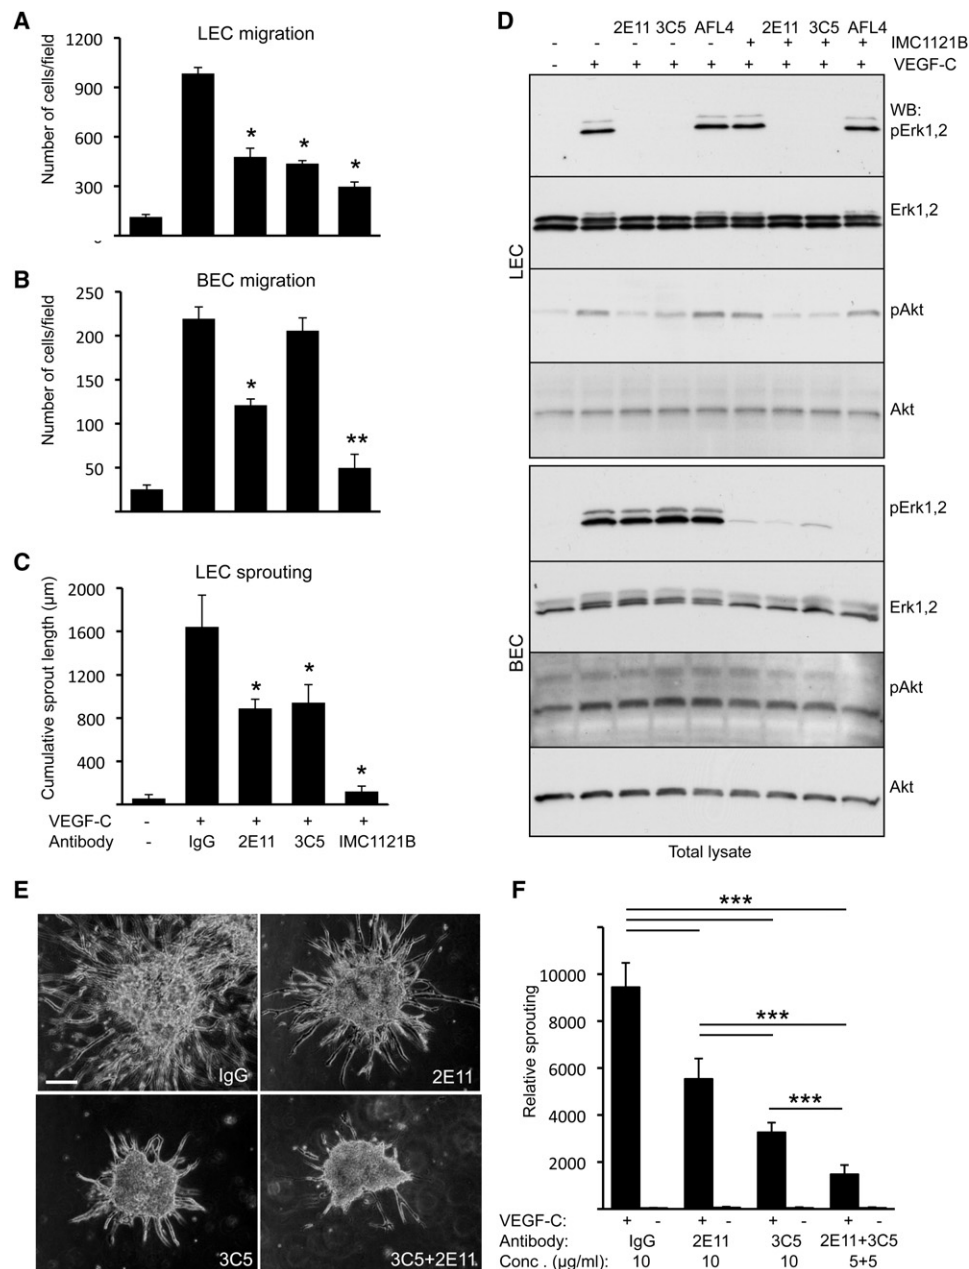 A
LEC migration
Number of cells/field
1200
900
600
300
*
*
*
B
BEC migration
Number of cells/field
250
200
150
100
50
*
**
C
LEC sprouting
Cumulative sprout length (µm)
2000
1600
1200
800
400
*
*
*
VEGF-C - + + + +
Antibody - IgG 2E11 3C5 IMC1121B
D
2E11 3C5 AFL4 2E11 3C5 AFL4
- - - - - + + + + IMC1121B
- + + + + + + + + VEGF-C
LEC
WB:
pErk1,2
Erk1,2
pAkt
Akt
BEC
pErk1,2
Erk1,2
pAkt
Akt
Total lysate
E
IgG
2E11
3C5
3C5+2E11
F
Relative sprouting
10000
8000
6000
4000
2000
***
***
***
VEGF-C: + - + - + - + -
Antibody: IgG 2E11 3C5 2E11+3C5
Conc . (µg/ml): 10 10 10 5+5